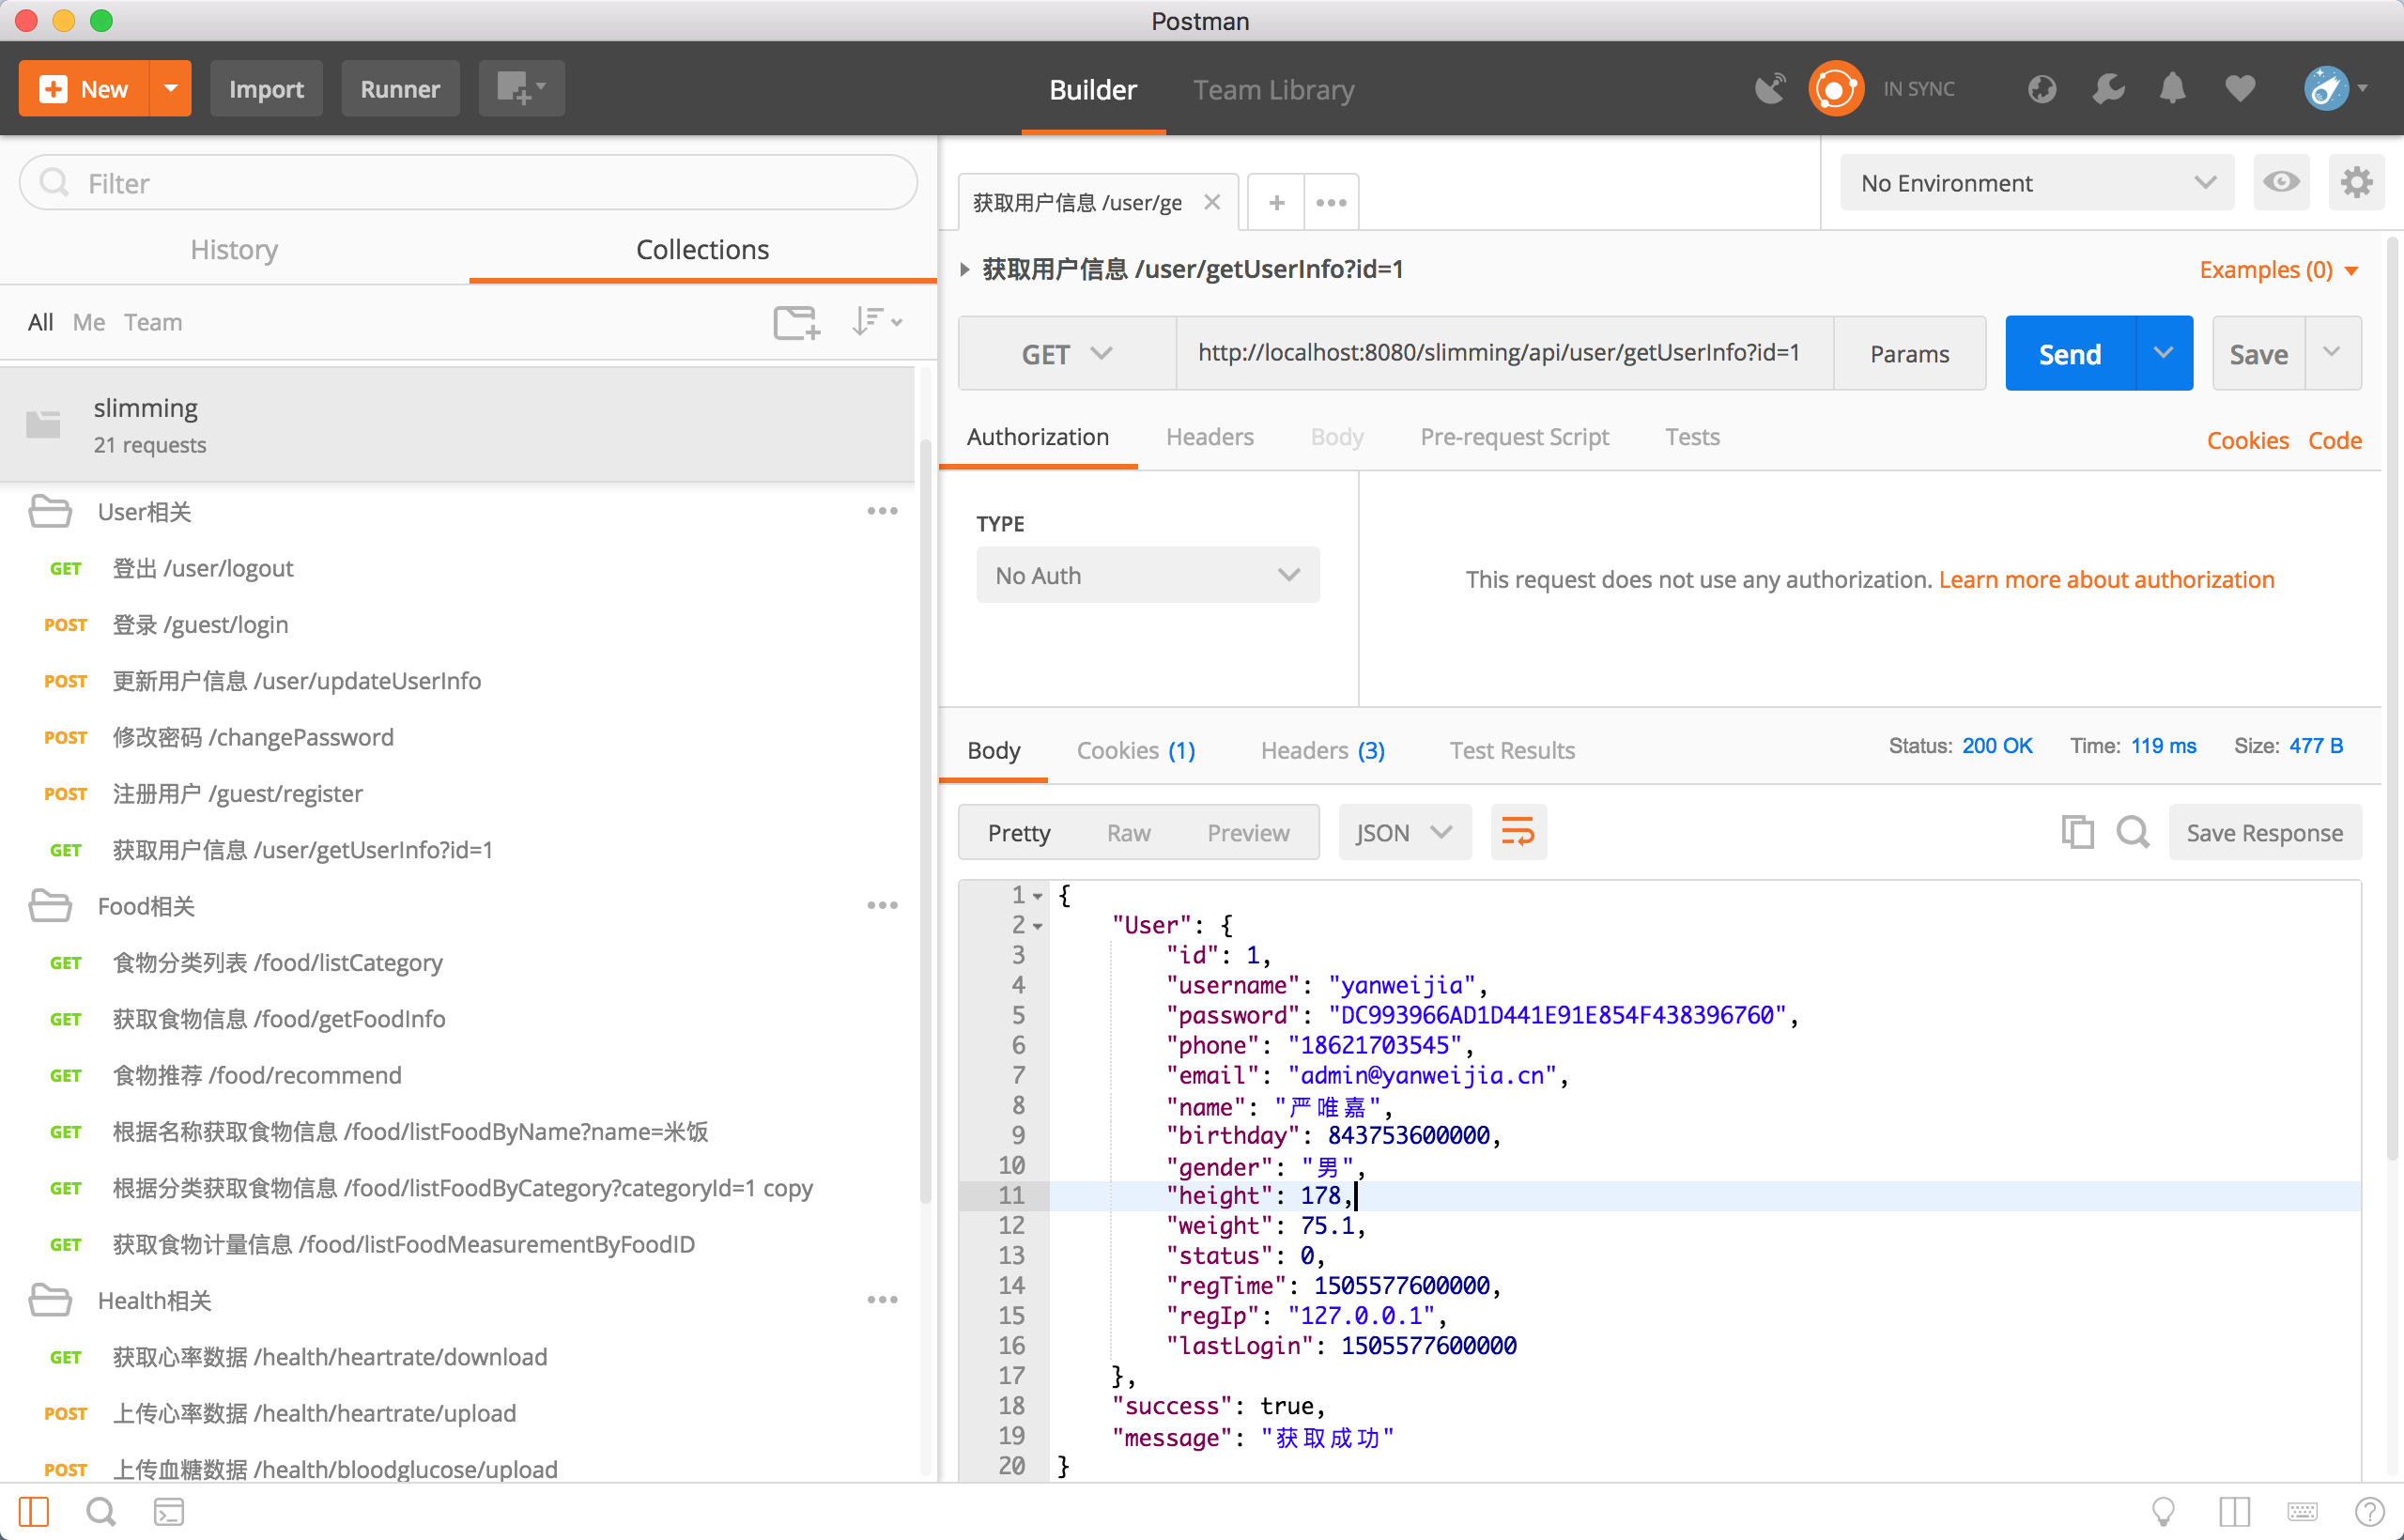 Postman
New
Import
Runner
Builder
Team Library
IN SYNC
Filter
History
Collections
All Me Team
slimming
21 requests
User相关
GET 登出 /user/logout
POST 登录 /guest/login
POST 更新用户信息 /user/updateUserInfo
POST 修改密码 /changePassword
POST 注册用户 /guest/register
GET 获取用户信息 /user/getUserInfo?id=1
Food相关
GET 食物分类列表 /food/listCategory
GET 获取食物信息 /food/getFoodInfo
GET 食物推荐 /food/recommend
GET 根据名称获取食物信息 /food/listFoodByName?name=米饭
GET 根据分类获取食物信息 /food/listFoodByCategory?categoryId=1 copy
GET 获取食物计量信息 /food/listFoodMeasurementByFoodID
Health相关
GET 获取心率数据 /health/heartrate/download
POST 上传心率数据 /health/heartrate/upload
POST 上传血糖数据 /health/bloodglucose/upload
获取用户信息 /user/ge
No Environment
获取用户信息 /user/getUserInfo?id=1
Examples (0)
GET
http://localhost:8080/slimming/api/user/getUserInfo?id=1
Params
Send
Save
Authorization
Headers
Body
Pre-request Script
Tests
Cookies Code
TYPE
No Auth
This request does not use any authorization. Learn more about authorization
Body
Cookies (1)
Headers (3)
Test Results
Status: 200 OK
Time: 119 ms
Size: 477 B
Pretty
Raw
Preview
JSON
Save Response
1 {
2 "User": {
3 "id": 1,
4 "username": "yanweijia",
5 "password": "DC993966AD1D441E91E854F438396760",
6 "phone": "18621703545",
7 "email": "admin@yanweijia.cn",
8 "name": "严唯嘉",
9 "birthday": 843753600000,
10 "gender": "男",
11 "height": 178,
12 "weight": 75.1,
13 "status": 0,
14 "regTime": 1505577600000,
15 "regIp": "127.0.0.1",
16 "lastLogin": 1505577600000
17 },
18 "success": true,
19 "message": "获取成功"
20 }